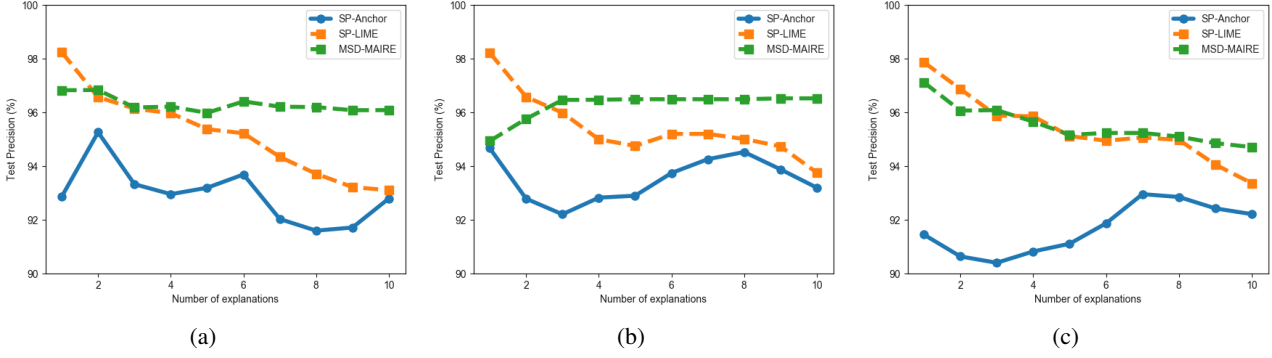 100
98
96
94
92
90
Test Precision (%)
2 4 6 8 10
Number of explanations
SP-Anchor
SP-LIME
MSD-MAIRE
(a)
100
98
96
94
92
90
Test Precision (%)
2 4 6 8 10
Number of explanations
SP-Anchor
SP-LIME
MSD-MAIRE
(b)
100
98
96
94
92
90
Test Precision (%)
2 4 6 8 10
Number of explanations
SP-Anchor
SP-LIME
MSD-MAIRE
(c)